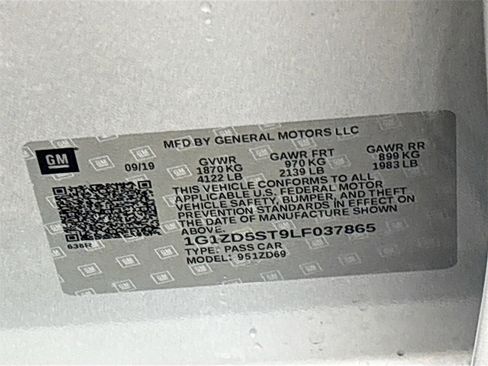 MFD BY GENERAL MOTORS LLC
GM
09/19
GVWR GAWR FRT GAWR RR
1870 KG 970 KG 899 KG
4122 LB 2139 LB 1983 LB
THIS VEHICLE CONFORMS TO ALL
APPLICABLE U.S. FEDERAL MOTOR
VEHICLE SAFETY, BUMPER, AND THEFT
PREVENTION STANDARDS IN EFFECT ON
THE DATE OF MANUFACTURE SHOWN
ABOVE.
636R
1G1ZD5ST9LF037865
TYPE: PASS CAR
MODEL: 951ZD69